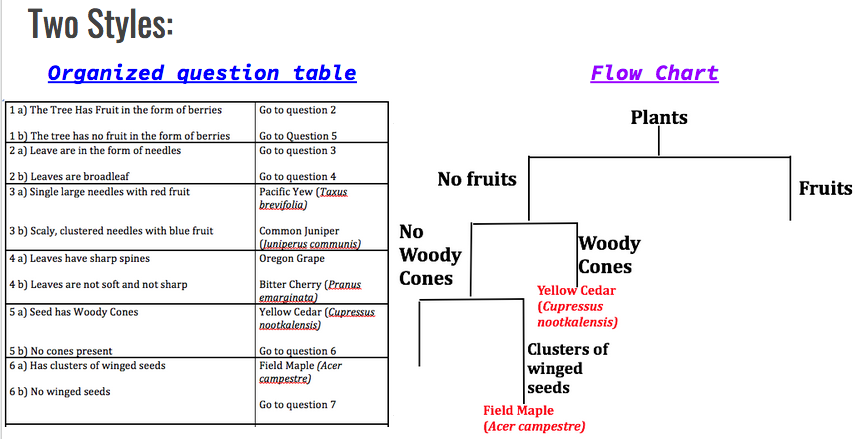 Two Styles:
Organized question table
1 a) The Tree Has Fruit in the form of berries
Go to question 2
1 b) The tree has no fruit in the form of berries
Go to Question 5
2 a) Leave are in the form of needles
Go to question 3
2 b) Leaves are broadleaf
Go to question 4
3 a) Single large needles with red fruit
Pacific Yew (Taxus
brevifolia)
3 b) Scaly, clustered needles with blue fruit
Common Juniper
(Juniperus communis)
4 a) Leaves have sharp spines
Oregon Grape
4 b) Leaves are not soft and not sharp
Bitter Cherry (Pranus
emarginata)
5 a) Seed has Woody Cones
Yellow Cedar (Cupressus
nootkalensis)
5 b) No cones present
Go to question 6
6 a) Has clusters of winged seeds
Field Maple (Acer
campestre)
6 b) No winged seeds
Go to question 7
Flow Chart
Plants
No fruits
Fruits
No
Woody
Cones
Woody
Cones
Yellow Cedar
(Cupressus
nootkalensis)
Clusters of
winged
seeds
Field Maple
(Acer campestre)